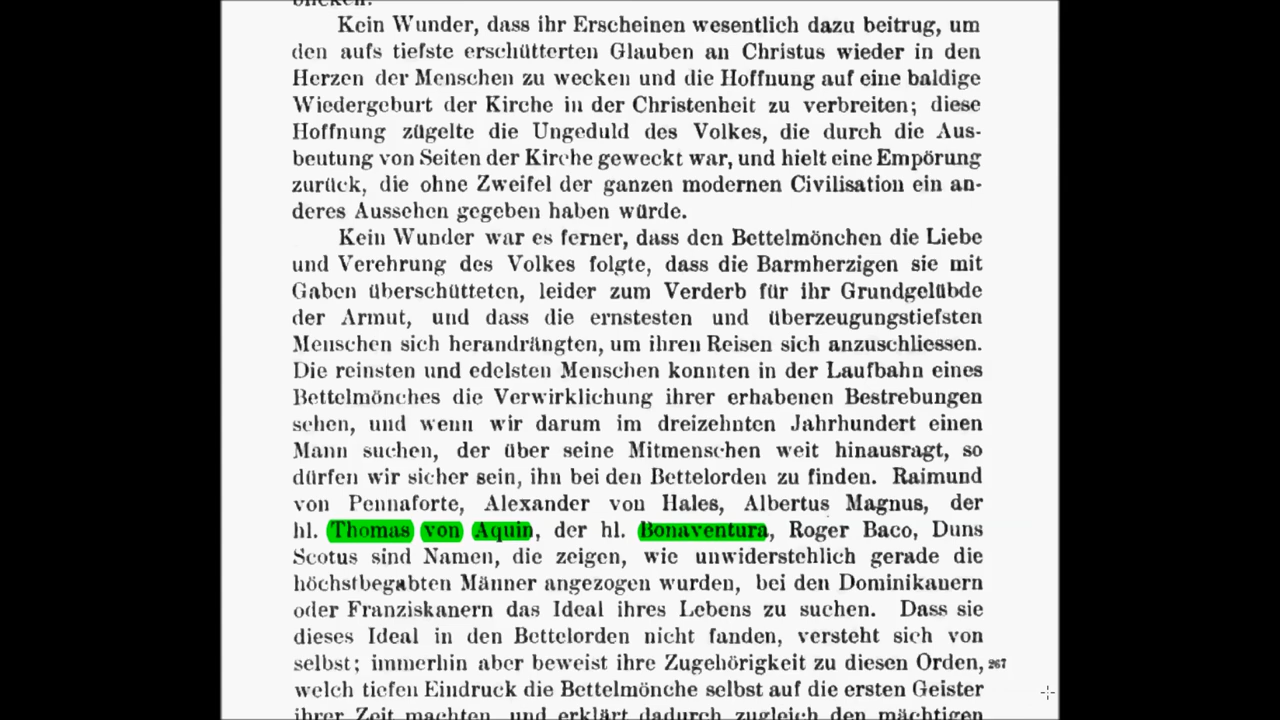 blicken.
Kein Wunder, dass ihr Erscheinen wesentlich dazu beitrug, um
den aufs tiefste erschütterten Glauben an Christus wieder in den
Herzen der Menschen zu wecken und die Hoffnung auf eine baldige
Wiedergeburt der Kirche in der Christenheit zu verbreiten; diese
Hoffnung zügelte die Ungeduld des Volkes, die durch die Aus-
beutung von Seiten der Kirche geweckt war, und hielt eine Empörung
zurück, die ohne Zweifel der ganzen modernen Civilisation ein an-
deres Aussehen gegeben haben würde.
Kein Wunder war es ferner, dass den Bettelmönchen die Liebe
und Verehrung des Volkes folgte, dass die Barmherzigen sie mit
Gaben überschütteten, leider zum Verderb für ihr Grundgelübde
der Armut, und dass die ernstesten und überzeugungstiefsten
Menschen sich herandrängten, um ihren Reisen sich anzuschliessen.
Die reinsten und edelsten Menschen konnten in der Laufbahn eines
Bettelmönches die Verwirklichung ihrer erhabenen Bestrebungen
sehen, und wenn wir darum im dreizehnten Jahrhundert einen
Mann suchen, der über seine Mitmenschen weit hinausragt, so
dürfen wir sicher sein, ihn bei den Bettelorden zu finden. Raimund
von Pennaforte, Alexander von Hales, Albertus Magnus, der
hl. Thomas von Aquin, der hl. Bonaventura, Roger Baco, Duns
Scotus sind Namen, die zeigen, wie unwiderstehlich gerade die
höchstbegabten Männer angezogen wurden, bei den Dominikanern
oder Franziskanern das Ideal ihres Lebens zu suchen. Dass sie
dieses Ideal in den Bettelorden nicht fanden, versteht sich von
selbst; immerhin aber beweist ihre Zugehörigkeit zu diesen Orden, 267
welch tiefen Eindruck die Bettelmönche selbst auf die ersten Geister
ihrer Zeit machten, und erklärt dadurch zugleich den mächtigen